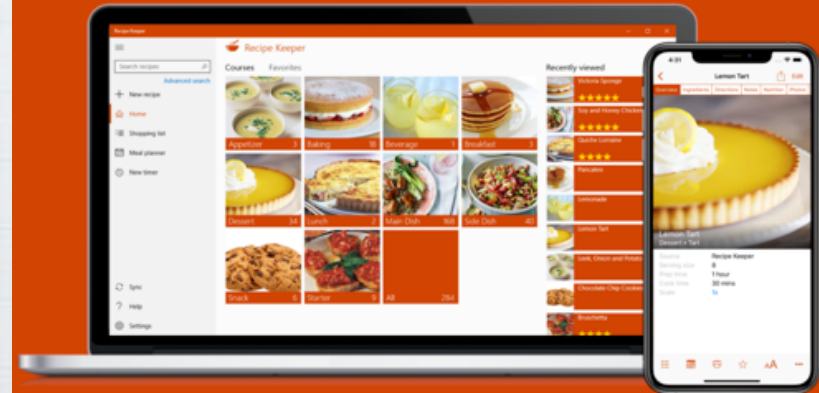 Recipe Keeper
Recipe Keeper
Search recipes
Advanced search
New recipe
Home
Shopping list
Meal planner
New timer
Sync
Help
Settings
Courses
Favorites
Appetizer 3
Baking 18
Beverage 1
Breakfast 3
Dessert 34
Lunch 2
Main Dish 168
Side Dish 40
Snack 6
Starter 9
All 284
Recently viewed
Victoria Sponge
Soy and Honey Chicken
Quiche Lorraine
Pancakes
Lemonade
Lemon Tart
Leek, Onion and Potato
Chocolate Chip Cookies
Bruschetta
4:31
Lemon Tart
Edit
Overview Ingredients Directions Notes Nutrition Photos
Lemon Tart
Dessert • Tart
Source Recipe Keeper
Serving size 8
Prep time 1 hour
Cook time 30 mins
Scale 1x
AA